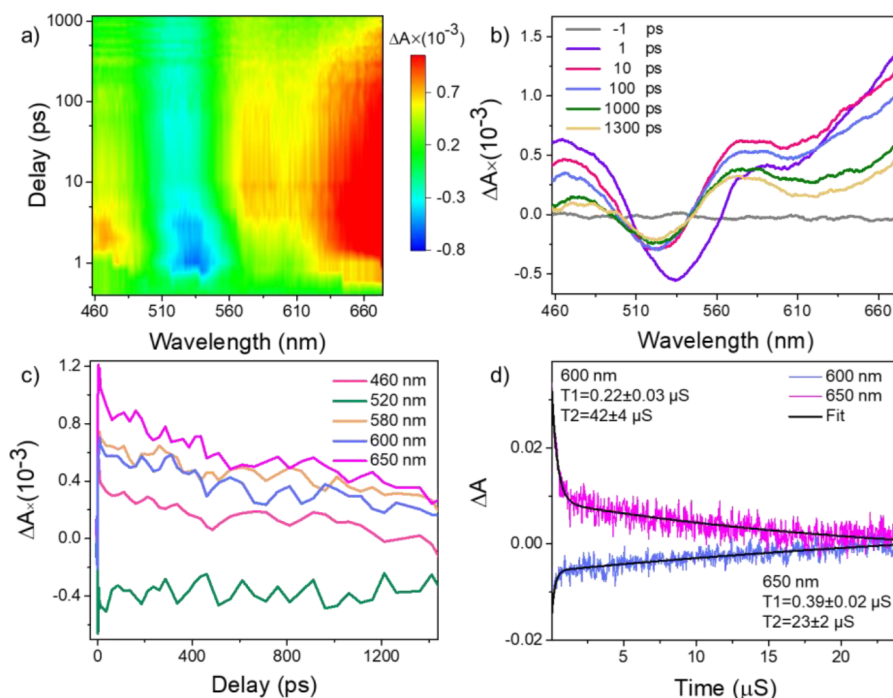 a)
ΔA×(10⁻³)
1000
100
10
1
0.7
0.2
-0.3
-0.8
460 510 560 610 660
Delay (ps)
Wavelength (nm)
b)
-1 ps
1 ps
10 ps
100 ps
1000 ps
1300 ps
1.5
1.0
0.5
0.0
-0.5
460 510 560 610 660
ΔA×(10⁻³)
Wavelength (nm)
c)
460 nm
520 nm
580 nm
600 nm
650 nm
1.2
0.8
0.4
0.0
-0.4
0 400 800 1200
ΔA×(10⁻³)
Delay (ps)
d)
600 nm
T1=0.22±0.03 µS
T2=42±4 µS
600 nm
650 nm
Fit
0.02
0.00
-0.02
650 nm
T1=0.39±0.02 µS
T2=23±2 µS
5 10 15 20
ΔA
Time (µS)